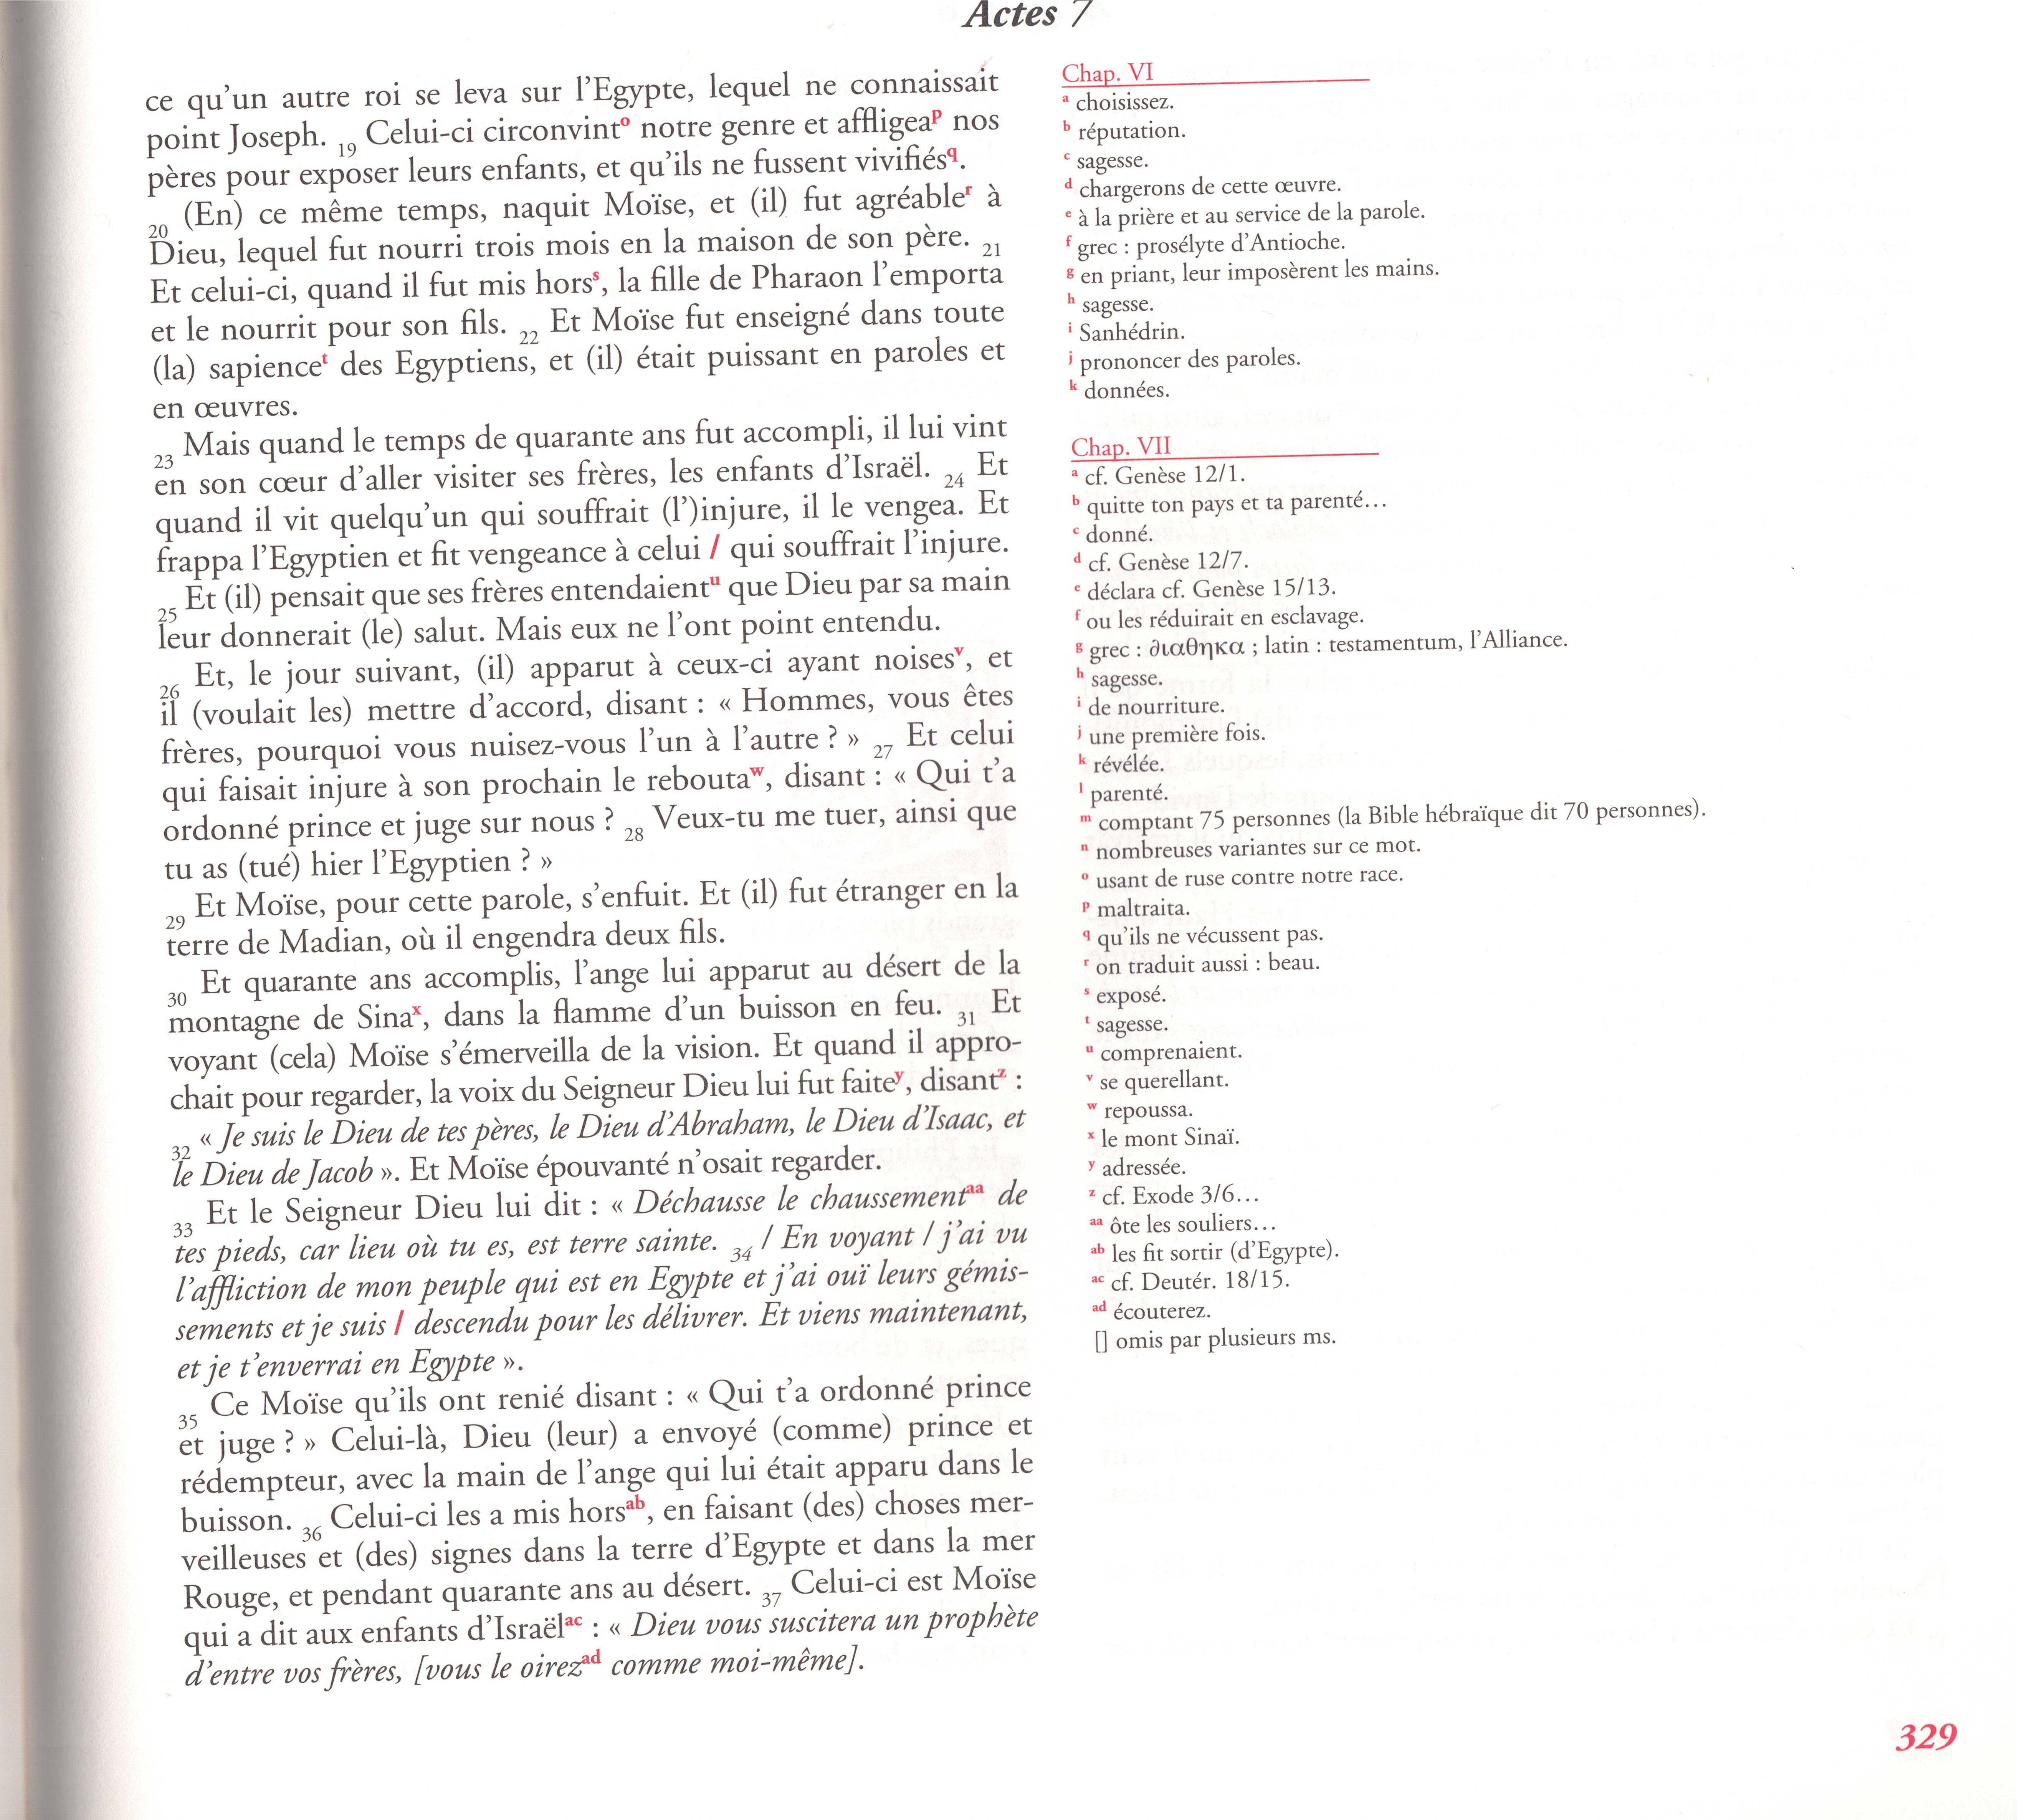 Actes 7
ce qu’un autre roi se leva sur l’Egypte, lequel ne connaissait
point Joseph. 19 Celui-ci circonvint° notre genre et affligeap nos
pères pour exposer leurs enfants, et qu’ils ne fussent vivifiésq.
20 (En) ce même temps, naquit Moïse, et (il) fut agréabler à
Dieu, lequel fut nourri trois mois en la maison de son père. 21
Et celui-ci, quand il fut mis horss, la fille de Pharaon l’emporta
et le nourrit pour son fils. 22 Et Moïse fut enseigné dans toute
(la) sapiencet des Egyptiens, et (il) était puissant en paroles et
en œuvres.
23 Mais quand le temps de quarante ans fut accompli, il lui vint
en son cœur d’aller visiter ses frères, les enfants d’Israël. 24 Et
quand il vit quelqu’un qui souffrait (l’)injure, il le vengea. Et
frappa l’Egyptien et fit vengeance à celui / qui souffrait l’injure.
25 Et (il) pensait que ses frères entendaientu que Dieu par sa main
leur donnerait (le) salut. Mais eux ne l’ont point entendu.
26 Et, le jour suivant, (il) apparut à ceux-ci ayant noisesv, et
il (voulait les) mettre d’accord, disant : « Hommes, vous êtes
frères, pourquoi vous nuisez-vous l’un à l’autre ? » 27 Et celui
qui faisait injure à son prochain le reboutaw, disant : « Qui t’a
ordonné prince et juge sur nous ? 28 Veux-tu me tuer, ainsi que
tu as (tué) hier l’Egyptien ? »
29 Et Moïse, pour cette parole, s’enfuit. Et (il) fut étranger en la
terre de Madian, où il engendra deux fils.
30 Et quarante ans accomplis, l’ange lui apparut au désert de la
montagne de Sinax, dans la flamme d’un buisson en feu. 31 Et
voyant (cela) Moïse s’émerveilla de la vision. Et quand il appro-
chait pour regarder, la voix du Seigneur Dieu lui fut faitey, disantz :
32 « Je suis le Dieu de tes pères, le Dieu d’Abraham, le Dieu d’Isaac, et
le Dieu de Jacob ». Et Moïse épouvanté n’osait regarder.
33 Et le Seigneur Dieu lui dit : « Déchausse le chaussementaa de
tes pieds, car lieu où tu es, est terre sainte. 34 / En voyant / j’ai vu
l’affliction de mon peuple qui est en Egypte et j’ai ouï leurs gémis-
sements et je suis / descendu pour les délivrer. Et viens maintenant,
et je t’enverrai en Egypte ».
35 Ce Moïse qu’ils ont renié disant : « Qui t’a ordonné prince
et juge ? » Celui-là, Dieu (leur) a envoyé (comme) prince et
rédempteur, avec la main de l’ange qui lui était apparu dans le
buisson. 36 Celui-ci les a mis horsab, en faisant (des) choses mer-
veilleuses et (des) signes dans la terre d’Egypte et dans la mer
Rouge, et pendant quarante ans au désert. 37 Celui-ci est Moïse
qui a dit aux enfants d’Israëlac : « Dieu vous suscitera un prophète
d’entre vos frères, [vous le oirezad comme moi-même].
Chap. VI
a choisissez.
b réputation.
c sagesse.
d chargerons de cette œuvre.
e à la prière et au service de la parole.
f grec : prosélyte d’Antioche.
g en priant, leur imposèrent les mains.
h sagesse.
i Sanhédrin.
j prononcer des paroles.
k données.
Chap. VII
a cf. Genèse 12/1.
b quitte ton pays et ta parenté…
c donné.
d cf. Genèse 12/7.
e déclara cf. Genèse 15/13.
f ou les réduirait en esclavage.
g grec : ∂ιαθηκα ; latin : testamentum, l’Alliance.
h sagesse.
i de nourriture.
j une première fois.
k révélée.
l parenté.
m comptant 75 personnes (la Bible hébraïque dit 70 personnes).
n nombreuses variantes sur ce mot.
o usant de ruse contre notre race.
p maltraita.
q qu’ils ne vécussent pas.
r on traduit aussi : beau.
s exposé.
t sagesse.
u comprenaient.
v se querellant.
w repoussa.
x le mont Sinaï.
y adressée.
z cf. Exode 3/6…
aa ôte les souliers…
ab les fit sortir (d’Egypte).
ac cf. Deutér. 18/15.
ad écouterez.
[] omis par plusieurs ms.
329